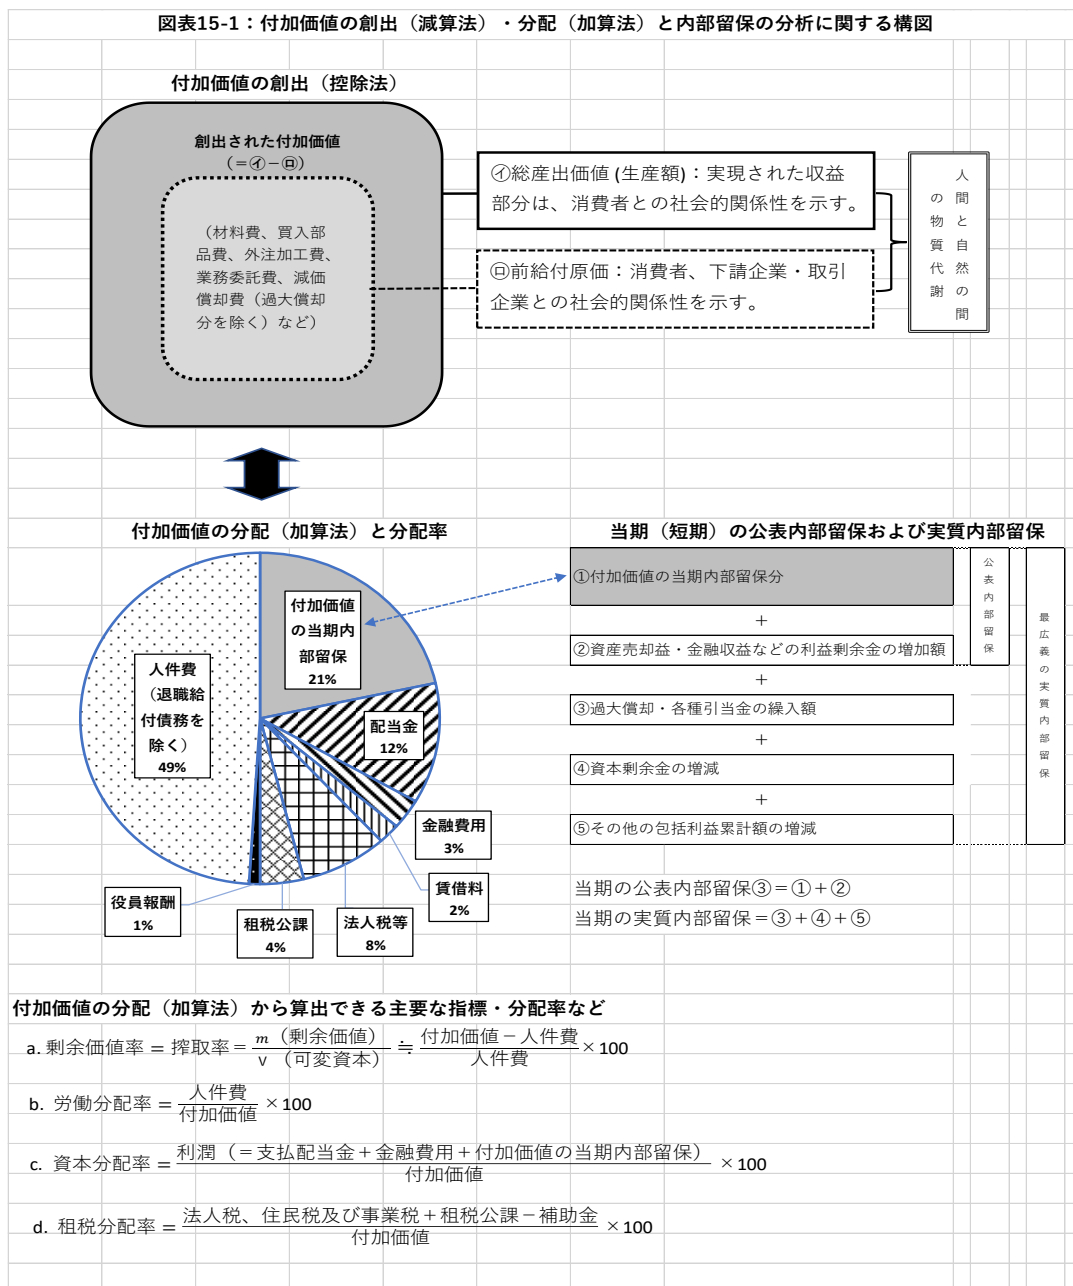 図表15-1：付加価値の創出（減算法）・分配（加算法）と内部留保の分析に関する構図
付加価値の創出（控除法）
創出された付加価値
（＝㋑－㋺）
（材料費、買入部
品費、外注加工費、
業務委託費、減価
償却費（過大償却
分を除く）など）
㋑総産出価値 (生産額)：実現された収益
部分は、消費者との社会的関係性を示す。
㋺前給付原価：消費者、下請企業・取引
企業との社会的関係性を示す。
人間と自然の間
の物質代謝
付加価値の分配（加算法）と分配率
付加価値
の当期内
部留保
21%
配当金
12%
金融費用
3%
賃借料
2%
法人税等
8%
租税公課
4%
役員報酬
1%
人件費
（退職給
付債務を
除く）
49%
当期（短期）の公表内部留保および実質内部留保
①付加価値の当期内部留保分
＋
②資産売却益・金融収益などの利益剰余金の増加額
＋
③過大償却・各種引当金の繰入額
＋
④資本剰余金の増減
＋
⑤その他の包括利益累計額の増減
公表内部留保
最広義の実質内部留保
当期の公表内部留保③＝①＋②
当期の実質内部留保＝③＋④＋⑤
付加価値の分配（加算法）から算出できる主要な指標・分配率など
a. 剰余価値率 = 搾取率 = m（剰余価値）/ v （可変資本） ≒ 付加価値－人件費 / 人件費 × 100
b. 労働分配率 = 人件費 / 付加価値 × 100
c. 資本分配率 = 利潤（＝支払配当金＋金融費用＋付加価値の当期内部留保）/ 付加価値 × 100
d. 租税分配率 = 法人税、住民税及び事業税＋租税公課－補助金 / 付加価値 × 100